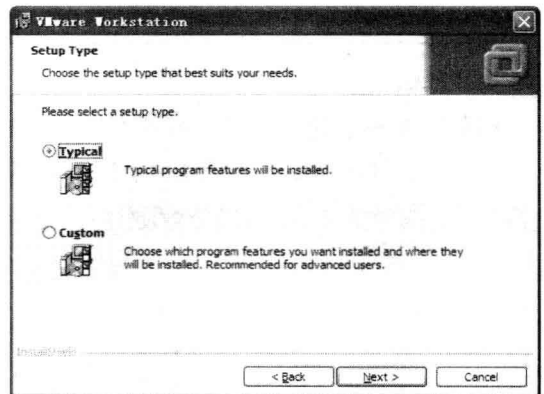 VMware Workstation
Setup Type
Choose the setup type that best suits your needs.
Please select a setup type.
Typical
Typical program features will be installed.
Custom
Choose which program features you want installed and where they
will be installed. Recommended for advanced users.
InstallShield
< Back
Next >
Cancel